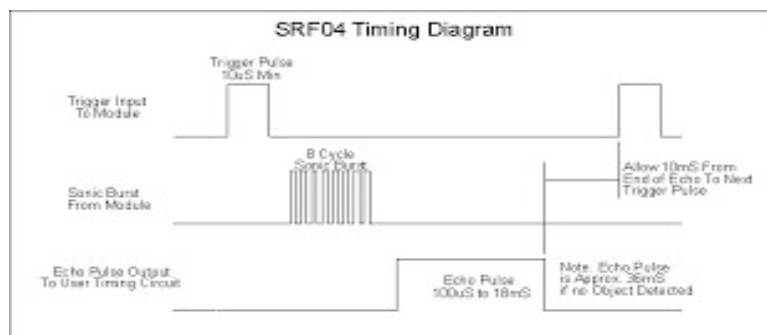 SRF04 Timing Diagram
Trigger Pulse
10uS Min
Trigger Input
To Module
8 Cycle
Sonic Burst
Allow 10mS From
End of Echo To Next
Trigger Pulse
Sonic Burst
From Module
Echo Pulse Output
To User Timing Circuit
Echo Pulse
100uS to 18mS
Note. Echo Pulse
is Approx. 36mS
if no Object Detected